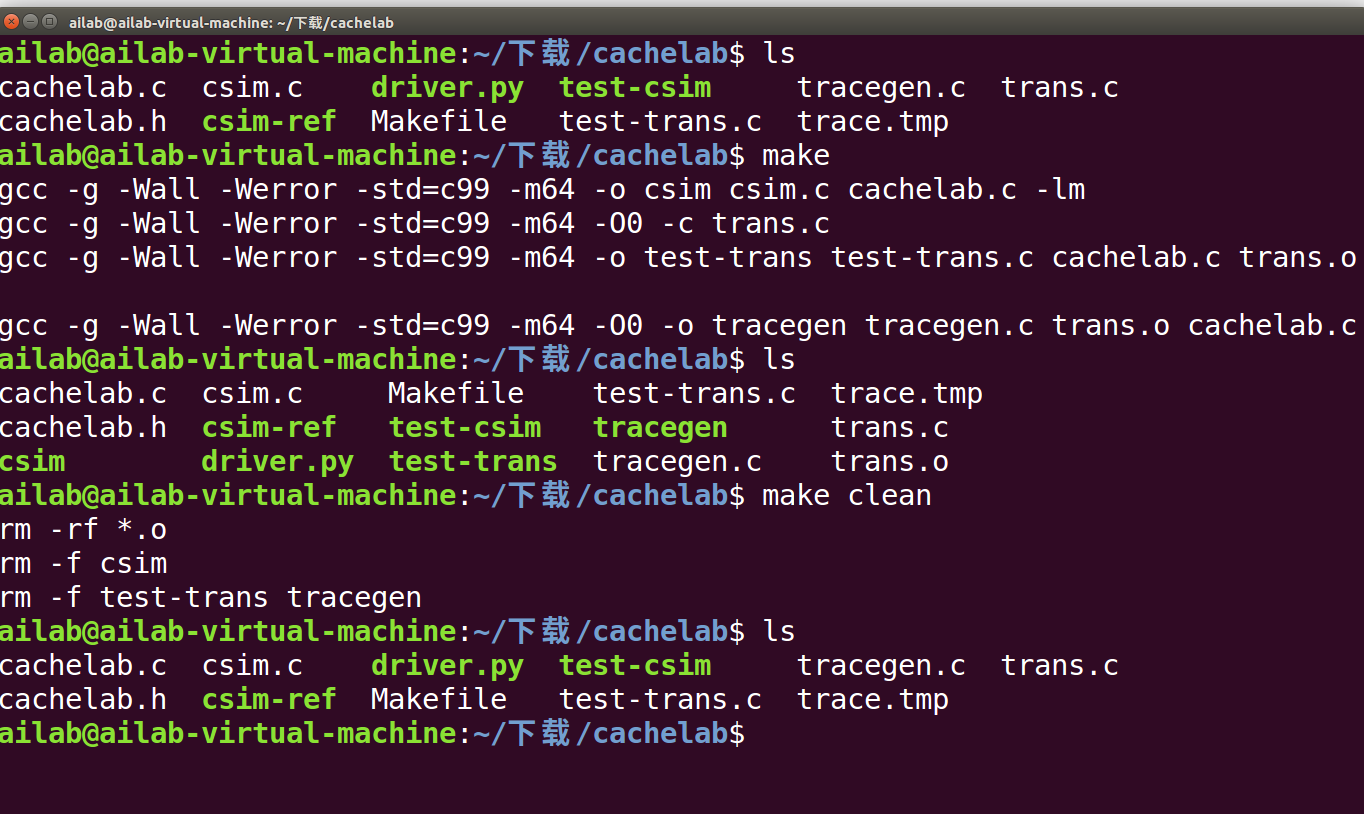 ailab@ailab-virtual-machine: ~/下载/cachelab
ailab@ailab-virtual-machine:~/下载/cachelab$ ls
cachelab.c  csim.c    driver.py  test-csim     tracegen.c  trans.c
cachelab.h  csim-ref  Makefile   test-trans.c  trace.tmp
ailab@ailab-virtual-machine:~/下载/cachelab$ make
gcc -g -Wall -Werror -std=c99 -m64 -o csim csim.c cachelab.c -lm
gcc -g -Wall -Werror -std=c99 -m64 -O0 -c trans.c
gcc -g -Wall -Werror -std=c99 -m64 -o test-trans test-trans.c cachelab.c trans.o
gcc -g -Wall -Werror -std=c99 -m64 -O0 -o tracegen tracegen.c trans.o cachelab.c
ailab@ailab-virtual-machine:~/下载/cachelab$ ls
cachelab.c  csim.c     Makefile    test-trans.c  trace.tmp
cachelab.h  csim-ref   test-csim   tracegen      trans.c
csim        driver.py  test-trans  tracegen.c    trans.o
ailab@ailab-virtual-machine:~/下载/cachelab$ make clean
rm -rf *.o
rm -f csim
rm -f test-trans tracegen
ailab@ailab-virtual-machine:~/下载/cachelab$ ls
cachelab.c  csim.c    driver.py  test-csim     tracegen.c  trans.c
cachelab.h  csim-ref  Makefile   test-trans.c  trace.tmp
ailab@ailab-virtual-machine:~/下载/cachelab$